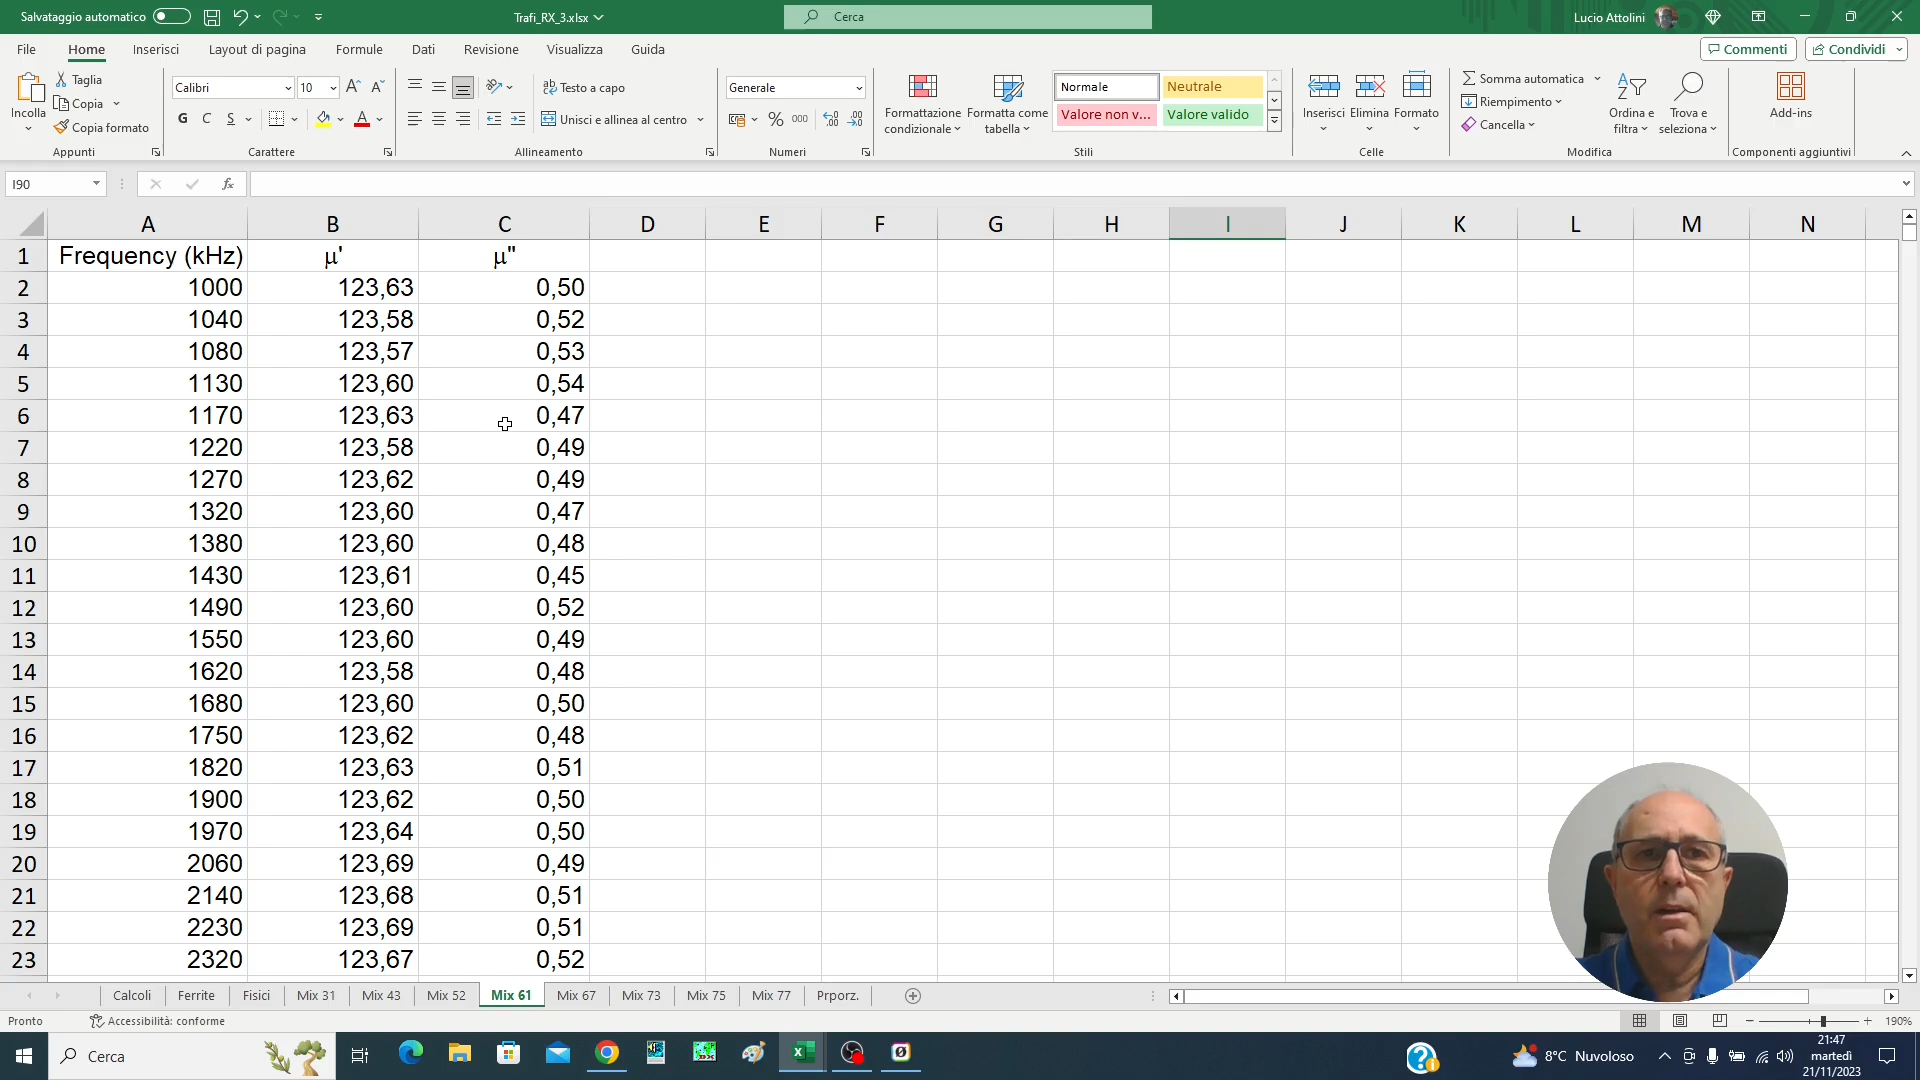 Salvataggio automatico Trafi_RX_3.xlsx Cerca Lucio Attolini
File Home Inserisci Layout di pagina Formule Dati Revisione Visualizza Guida Commenti Condividi
Incolla Taglia Copia Copia formato Appunti
Calibri 10 G C S Carattere
Testo a capo Unisci e allinea al centro Allineamento
Generale % 000 Numeri
Formattazione condizionale Formatta come tabella Normale Neutrale Valore non v... Valore valido Stili
Inserisci Elimina Formato Celle
Somma automatica Riempimento Cancella Ordina e filtra Trova e seleziona Modifica
Add-ins Componenti aggiuntivi
I90 fx
A B C D E F G H I J K L M N
1 Frequency (kHz) µ' µ"
2 1000 123,63 0,50
3 1040 123,58 0,52
4 1080 123,57 0,53
5 1130 123,60 0,54
6 1170 123,63 0,47
7 1220 123,58 0,49
8 1270 123,62 0,49
9 1320 123,60 0,47
10 1380 123,60 0,48
11 1430 123,61 0,45
12 1490 123,60 0,52
13 1550 123,60 0,49
14 1620 123,58 0,48
15 1680 123,60 0,50
16 1750 123,62 0,48
17 1820 123,63 0,51
18 1900 123,62 0,50
19 1970 123,64 0,50
20 2060 123,69 0,49
21 2140 123,68 0,51
22 2230 123,69 0,51
23 2320 123,67 0,52
Calcoli Ferrite Fisici Mix 31 Mix 43 Mix 52 Mix 61 Mix 67 Mix 73 Mix 75 Mix 77 Prporz.
Pronto Accessibilità: conforme 190%
Cerca 8°C Nuvoloso 21:47
martedì
21/11/2023